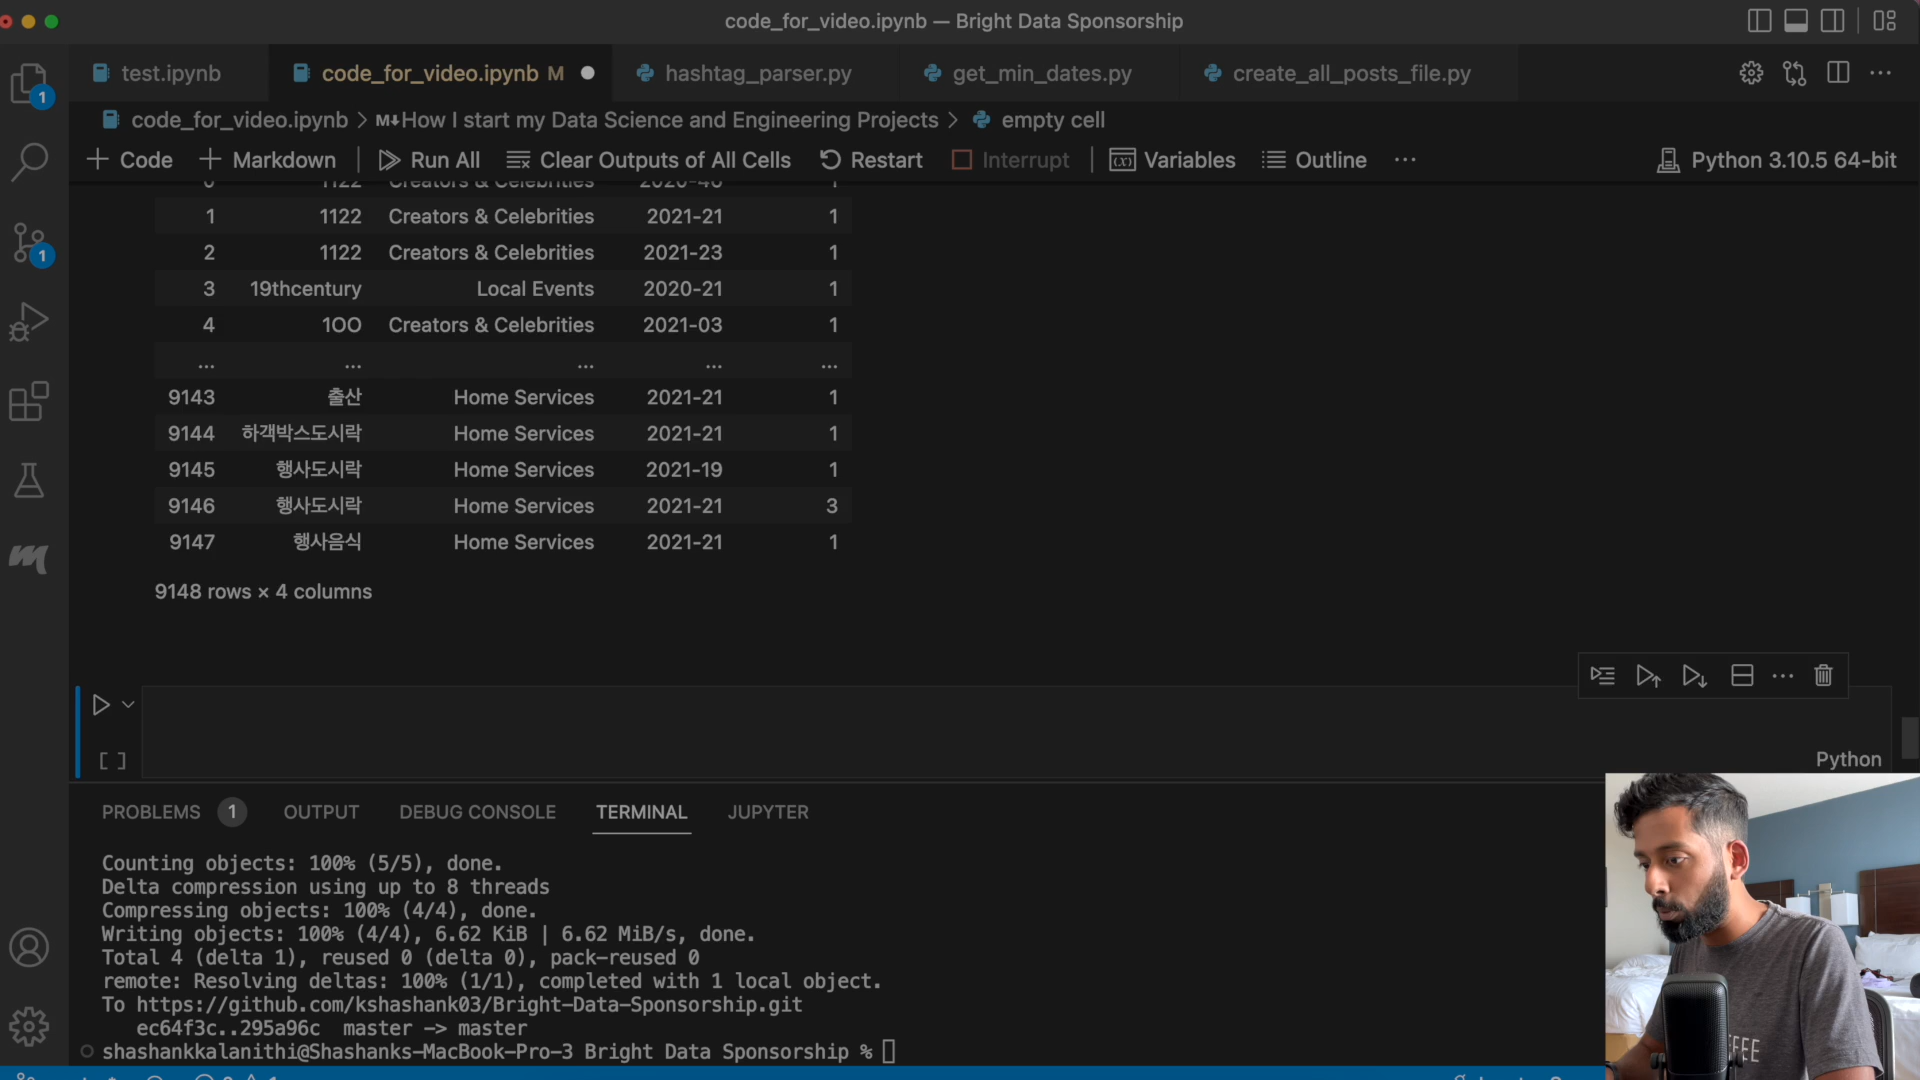 code_for_video.ipynb — Bright Data Sponsorship
test.ipynb code_for_video.ipynb M hashtag_parser.py get_min_dates.py create_all_posts_file.py
code_for_video.ipynb > M↓How I start my Data Science and Engineering Projects > empty cell
Code Markdown Run All Clear Outputs of All Cells Restart Interrupt Variables Outline ... Python 3.10.5 64-bit
0 1122 Creators & Celebrities 2020-46 1
1 1122 Creators & Celebrities 2021-21 1
2 1122 Creators & Celebrities 2021-23 1
3 19thcentury Local Events 2020-21 1
4 1OO Creators & Celebrities 2021-03 1
... ... ... ... ...
9143 출산 Home Services 2021-21 1
9144 하객박스도시락 Home Services 2021-21 1
9145 행사도시락 Home Services 2021-19 1
9146 행사도시락 Home Services 2021-21 3
9147 행사음식 Home Services 2021-21 1
9148 rows × 4 columns
[ ]
Python
PROBLEMS 1 OUTPUT DEBUG CONSOLE TERMINAL JUPYTER
Counting objects: 100% (5/5), done.
Delta compression using up to 8 threads
Compressing objects: 100% (4/4), done.
Writing objects: 100% (4/4), 6.62 KiB | 6.62 MiB/s, done.
Total 4 (delta 1), reused 0 (delta 0), pack-reused 0
remote: Resolving deltas: 100% (1/1), completed with 1 local object.
To https://github.com/kshashank03/Bright-Data-Sponsorship.git
ec64f3c..295a96c master -> master
shashankkalanithi@Shashanks-MacBook-Pro-3 Bright Data Sponsorship %